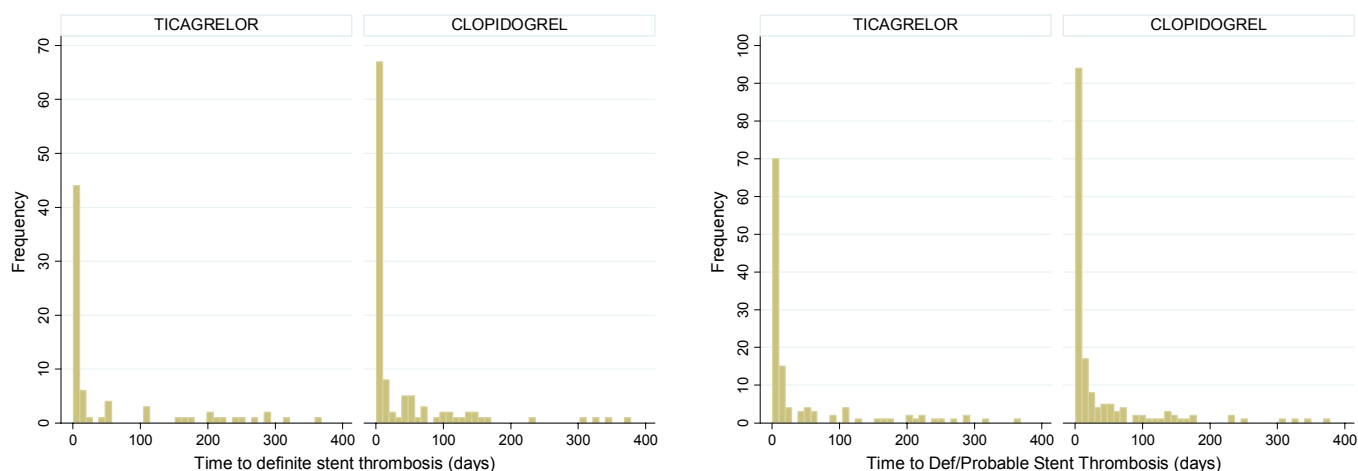 TICAGRELOR CLOPIDOGREL
70
60
50
40
30
20
10
0
Frequency
0 100 200 300 400 0 100 200 300 400
Time to definite stent thrombosis (days)
TICAGRELOR CLOPIDOGREL
100
90
80
70
60
50
40
30
20
10
0
Frequency
0 100 200 300 400 0 100 200 300 400
Time to Def/Probable Stent Thrombosis (days)